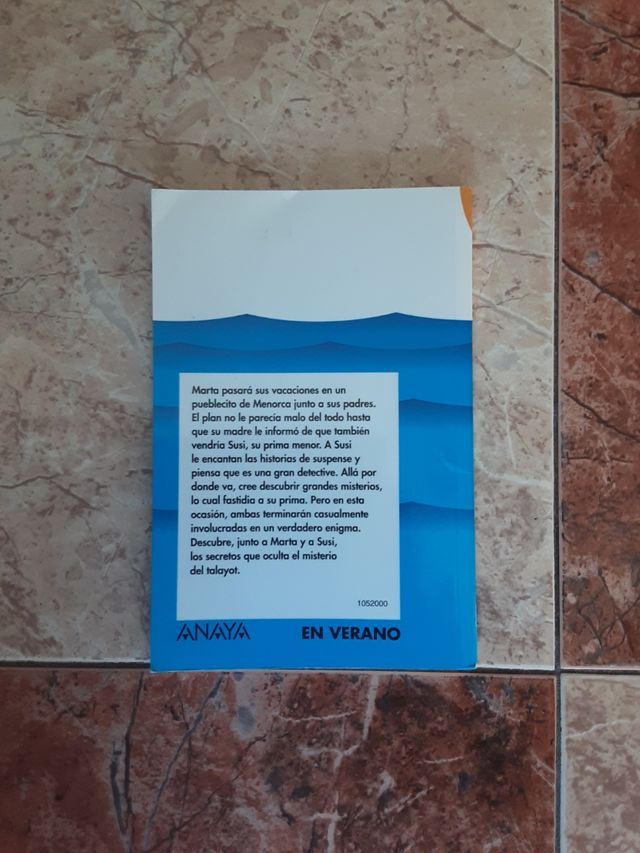 Marta pasará sus vacaciones en un
pueblecito de Menorca junto a sus padres.
El plan no le parecía malo del todo hasta
que su madre le informó de que también
vendría Susi, su prima menor. A Susi
le encantan las historias de suspense y
piensa que es una gran detective. Allá por
donde va, cree descubrir grandes misterios,
lo cual fastidia a su prima. Pero en esta
ocasión, ambas terminarán casualmente
involucradas en un verdadero enigma.
Descubre, junto a Marta y a Susi,
los secretos que oculta el misterio
del talayot.
1052000
ANAYA EN VERANO